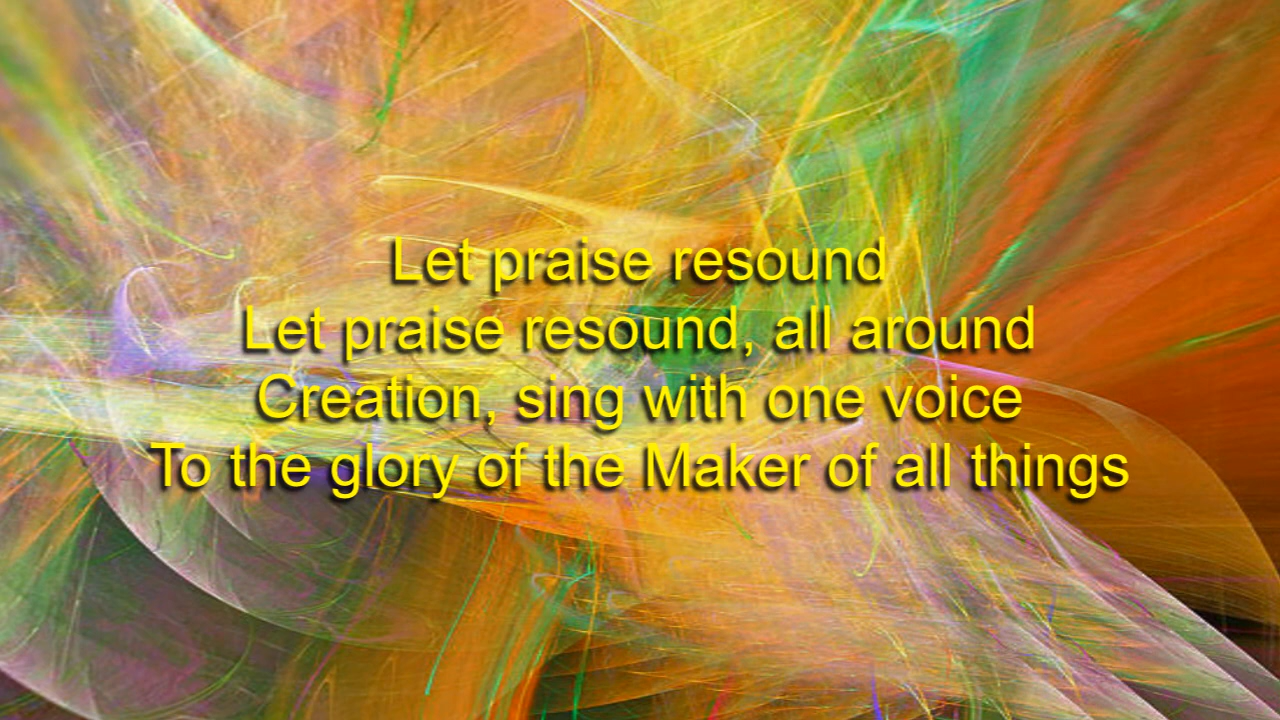 Let praise resound
Let praise resound, all around
Creation, sing with one voice
To the glory of the Maker of all things